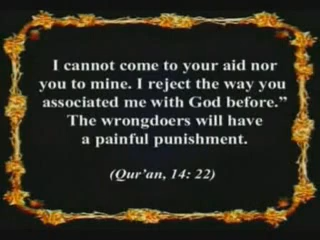 I cannot come to your aid nor
you to mine. I reject the way you
associated me with God before.”
The wrongdoers will have
a painful punishment.
(Qur’an, 14: 22)